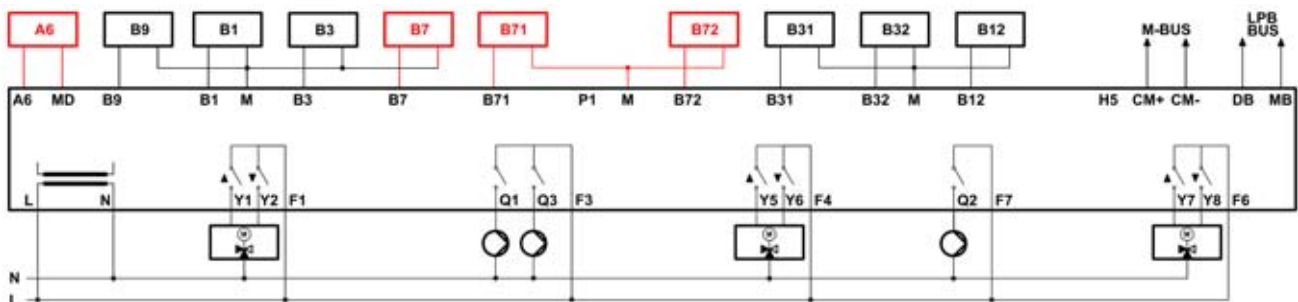 A6 B9 B1 B3 B7 B71 B72 B31 B32 B12 M-BUS LPB
BUS
A6 MD B9 B1 M B3 B7 B71 P1 M B72 B31 B32 M B12 H5 CM+ CM- DB MB
L N Y1 Y2 F1 Q1 Q3 F3 Y5 Y6 F4 Q2 F7 Y7 Y8 F6
M M M
N
L